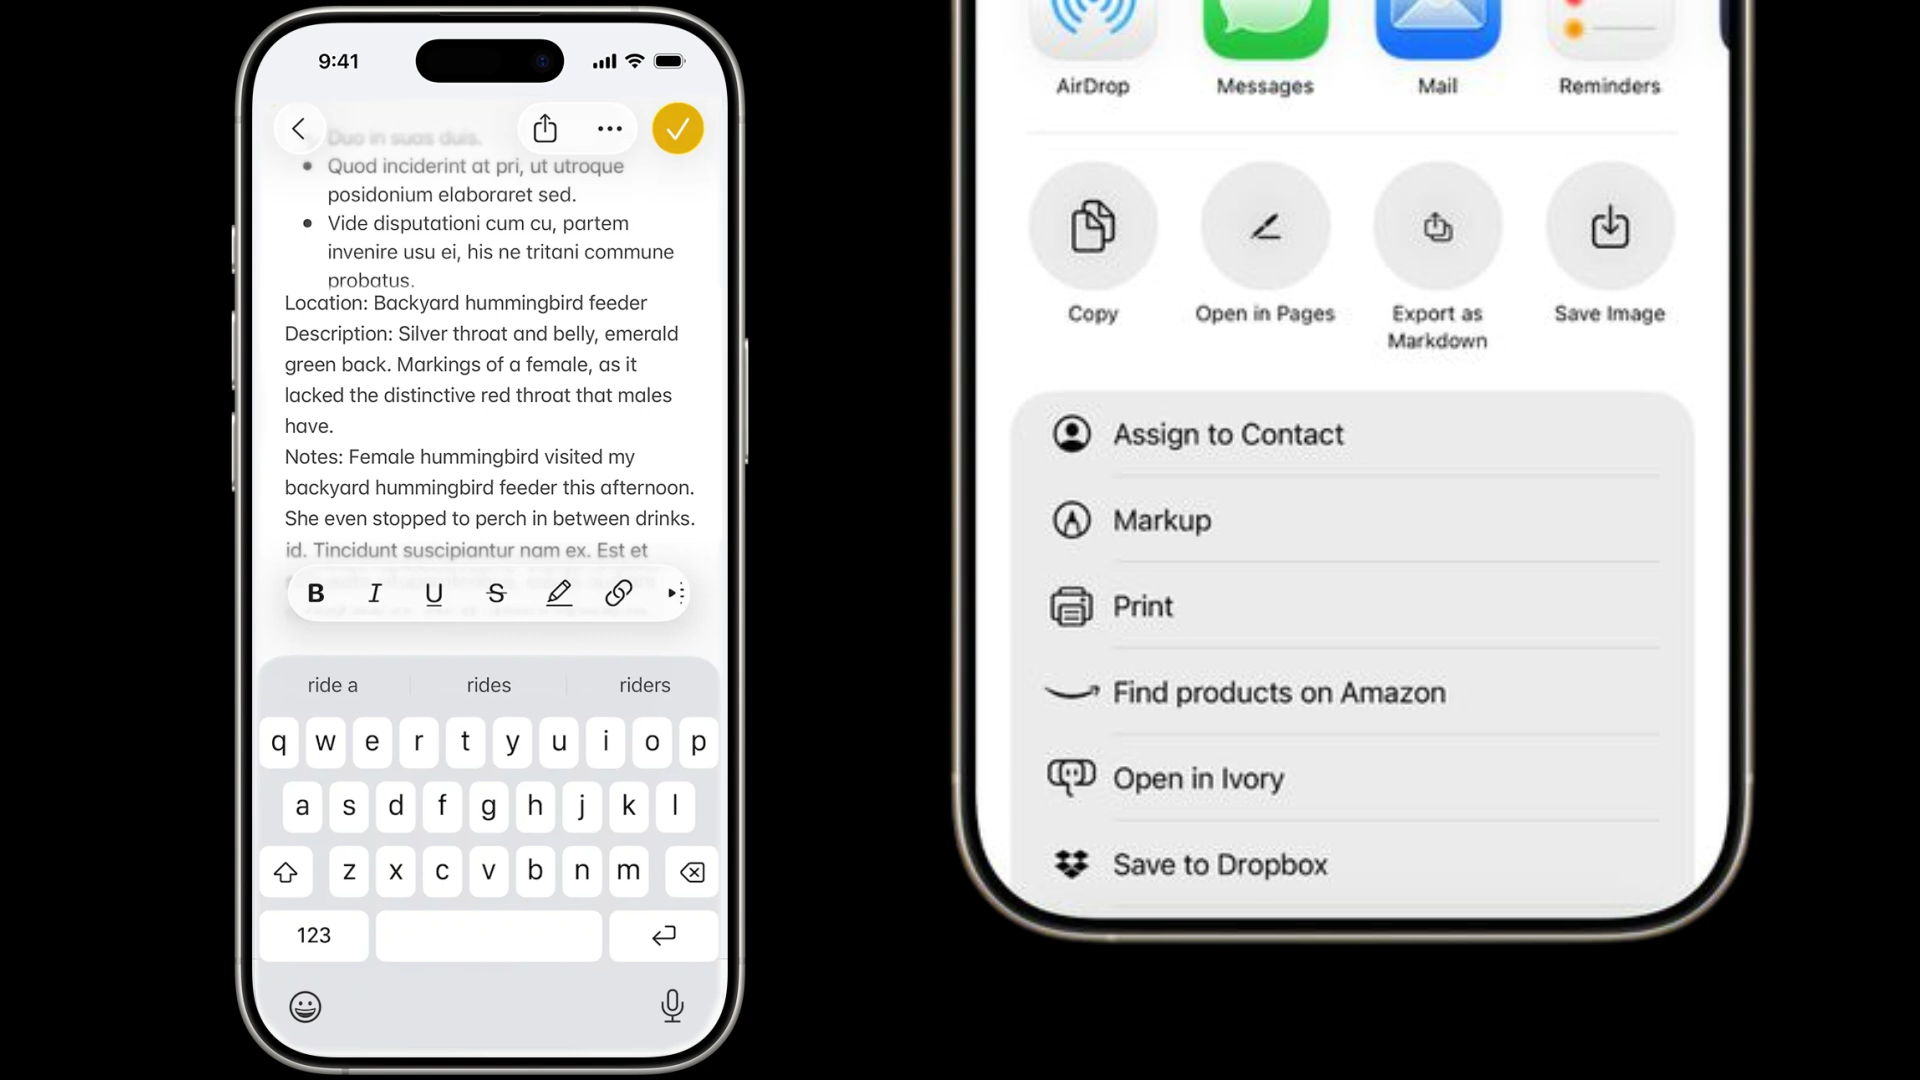 9:41
Duo in suas duis.
• Quod inciderint at pri, ut utroque
posidonium elaboraret sed.
• Vide disputationi cum cu, partem
invenire usu ei, his ne tritani commune
probatus.
Location: Backyard hummingbird feeder
Description: Silver throat and belly, emerald
green back. Markings of a female, as it
lacked the distinctive red throat that males
have.
Notes: Female hummingbird visited my
backyard hummingbird feeder this afternoon.
She even stopped to perch in between drinks.
id. Tincidunt suscipiantur nam ex. Est et
B I U S
ride a rides riders
q w e r t y u i o p
a s d f g h j k l
z x c v b n m
123
AirDrop Messages Mail Reminders
Copy Open in Pages Export as Save Image
Markdown
Assign to Contact
Markup
Print
Find products on Amazon
Open in Ivory
Save to Dropbox